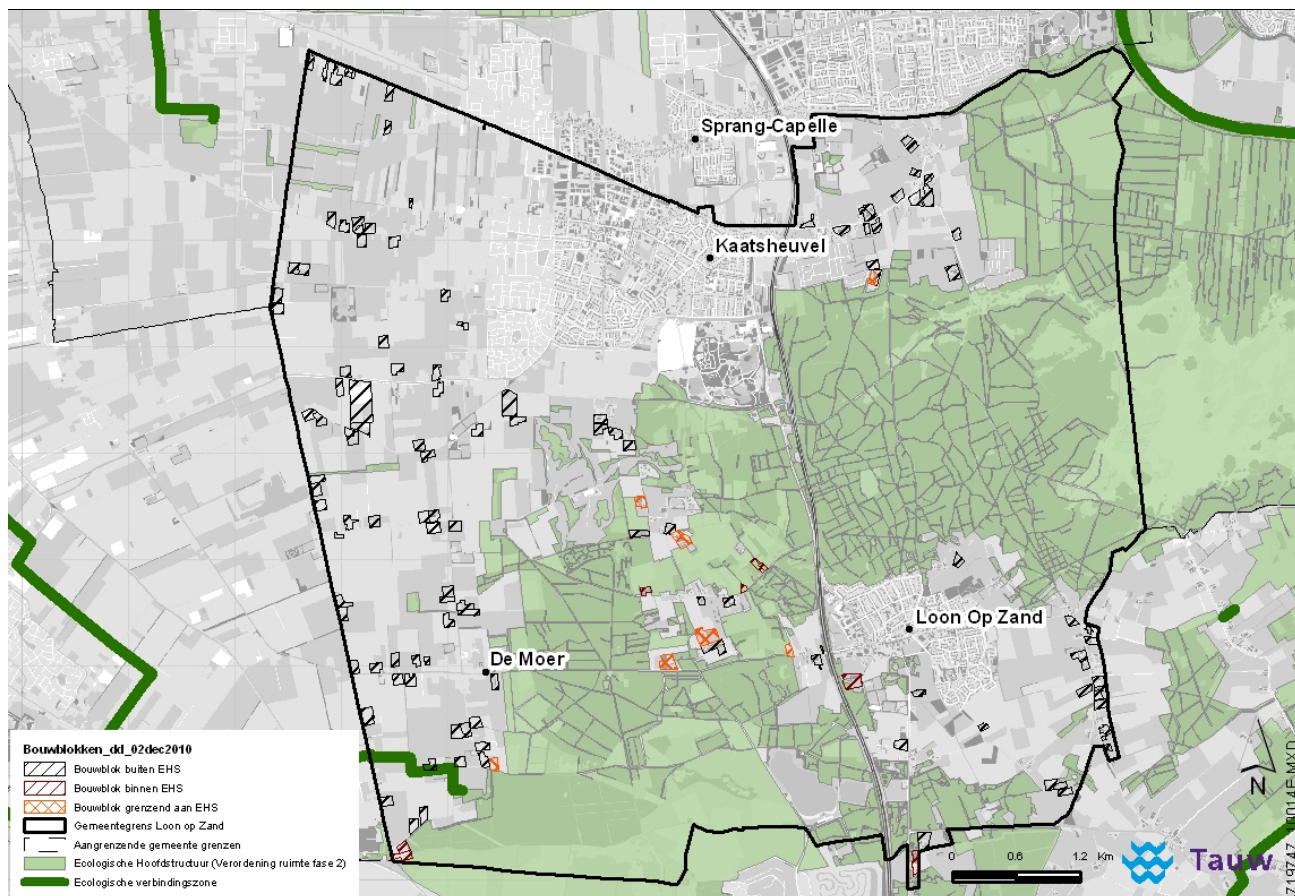 Sprang-Capelle
Kaatsheuvel
Loon Op Zand
De Moer
Bouwblokken_dd_02dec2010
Bouwblok buiten EHS
Bouwblok binnen EHS
Bouwblok grenzend aan EHS
Gemeentegrens Loon op Zand
Aangrenzende gemeente grenzen
Ecologische Hoofdstructuur (Verordening ruimte fase 2)
Ecologische verbindingszone
N
0 0.6 1.2 Km
Tauw